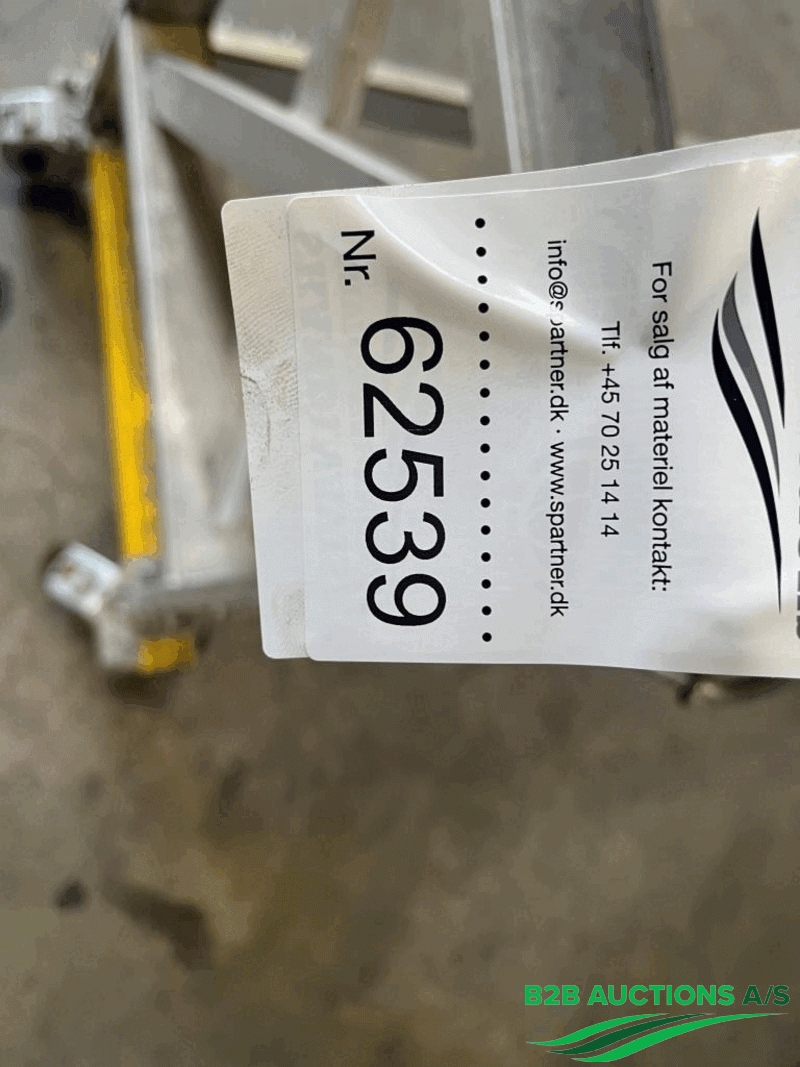 For salg af materiel kontakt:
Tlf. +45 70 25 14 14
info@spartner.dk · www.spartner.dk
Nr. 62539
B2B AUCTIONS A/S